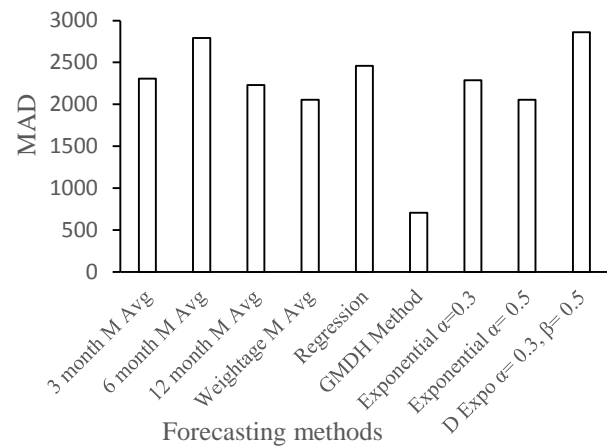 3000
2500
2000
1500
1000
500
0
MAD
3 month M Avg
6 month M Avg
12 month M Avg
Weightage M Avg
Regression
GMDH Method
Exponential α=0.3
Exponential α= 0.5
D Expo α= 0.3, β= 0.5
Forecasting methods